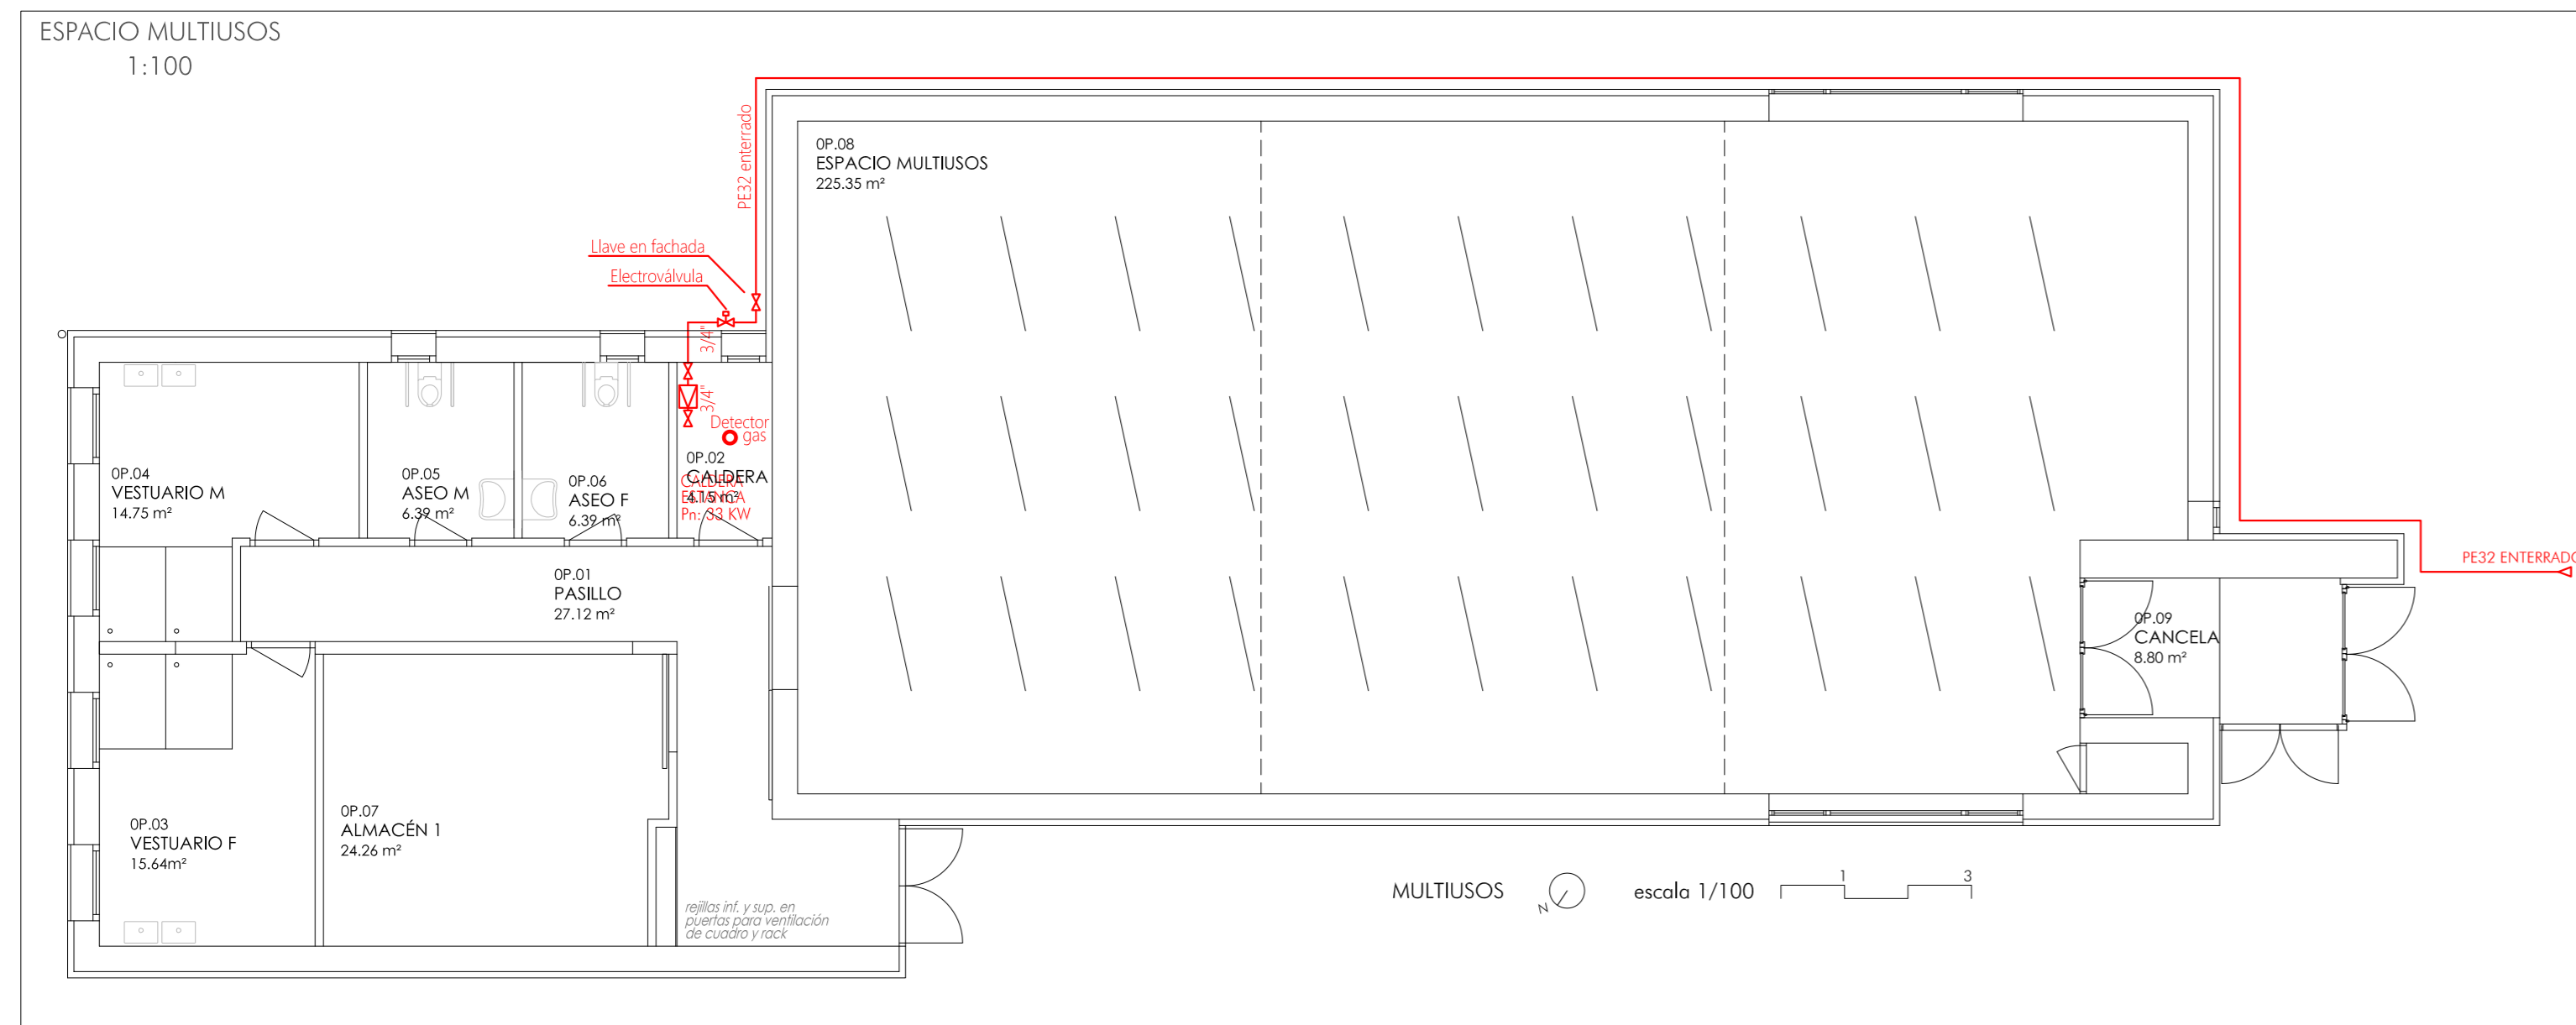 ESPACIO MULTIUSOS
1:100
PE32 enterrado
0P.08
ESPACIO MULTIUSOS
225.35 m²
Llave en fachada
Electroválvula
3/4"
3/4"
Detector
gas
0P.02
CALDERA
4.15 m²
CALDERA
ESTANCA
Pn: 33 KW
0P.04
VESTUARIO M
14.75 m²
0P.05
ASEO M
6.39 m²
0P.06
ASEO F
6.39 m²
0P.01
PASILLO
27.12 m²
PE32 ENTERRADO
0P.09
CANCELA
8.80 m²
0P.03
VESTUARIO F
15.64m²
0P.07
ALMACÉN 1
24.26 m²
rejillas inf. y sup. en
puertas para ventilación
de cuadro y rack
MULTIUSOS
N
escala 1/100
1
3